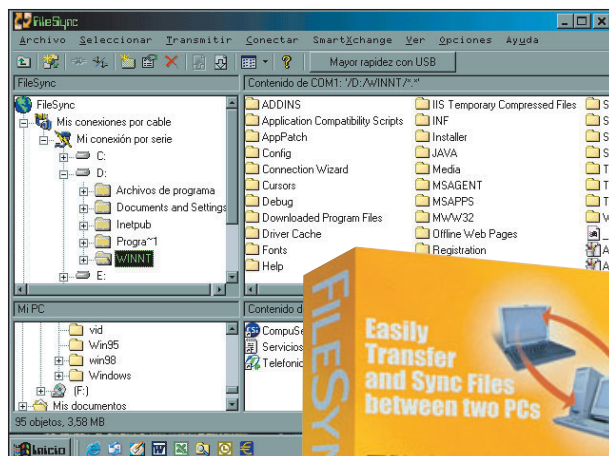 FileSync
Archivo Seleccionar Transmitir Conectar SmartXchange Ver Opciones Ayuda
Mayor rapidez con USB
FileSync
Contenido de COM1: '/D:/WINNT/*.*'
FileSync
Mis conexiones por cable
Mi conexión por serie
C:
D:
Archivos de programa
Documents and Settings
Inetpub
Progra~1
WINNT
E:
ADDINS
Application Compatibility Scripts
AppPatch
Config
Connection Wizard
Cursors
Debug
Downloaded Program Files
Driver Cache
Fonts
Help
IIS Temporary Compressed Files
INF
Installer
JAVA
Media
MSAGENT
MSAPPS
MWW32
Offline Web Pages
Registration
Mi PC
Contenido d
vid
Win95
win98
Windows
(F:)
Mis documentos
CompuSe
Servicios
Telefonic
95 objetos, 3,58 MB
Inicio
FILESYN
Easily
Transfer
and Sync Files
between two PCs